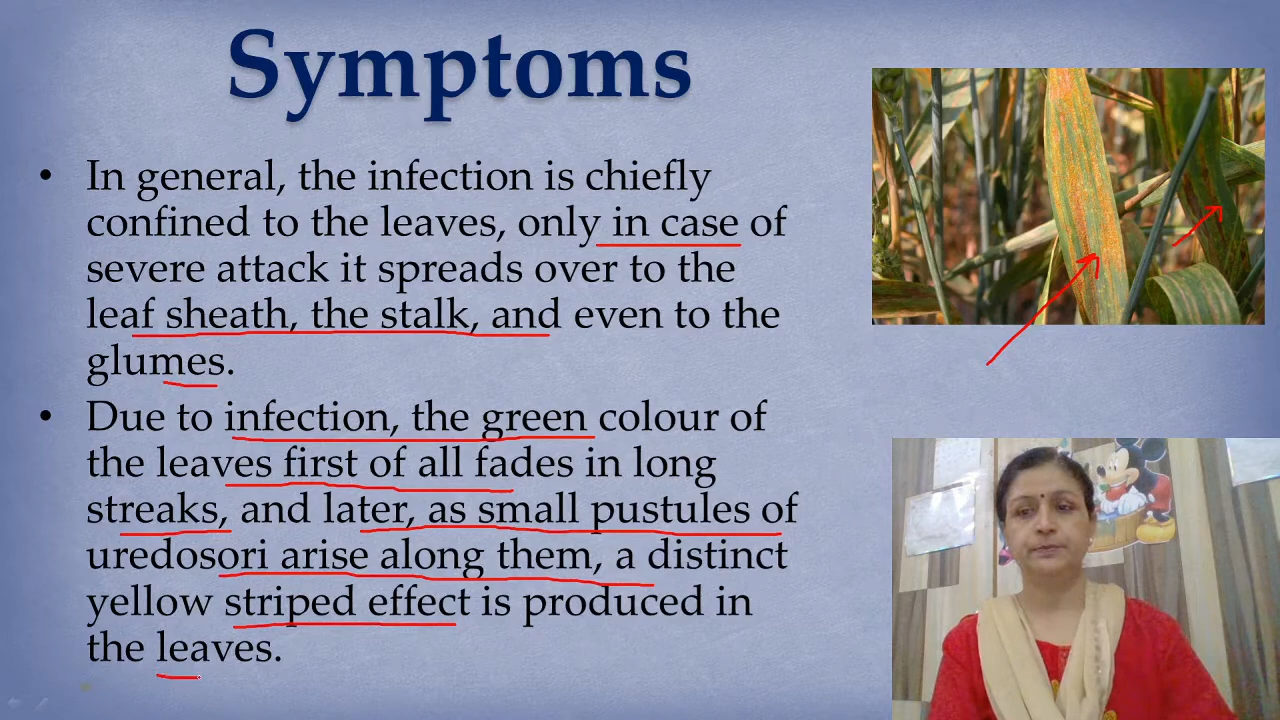 Symptoms
• In general, the infection is chiefly
confined to the leaves, only in case of
severe attack it spreads over to the
leaf sheath, the stalk, and even to the
glumes.
• Due to infection, the green colour of
the leaves first of all fades in long
streaks, and later, as small pustules of
uredosori arise along them, a distinct
yellow striped effect is produced in
the leaves.